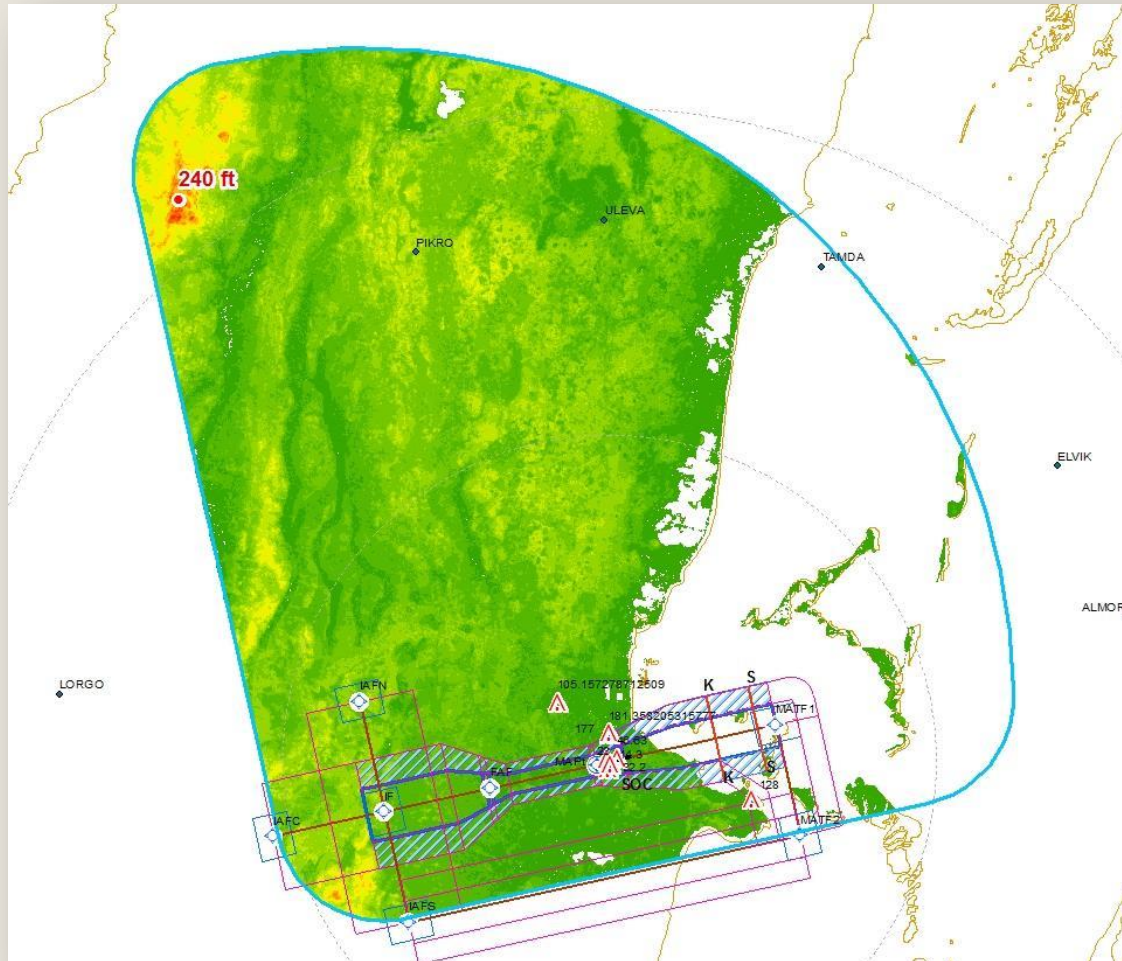 240 ft
ULEVA
PIKRO
TAMDA
ELVIK
ALMOR
LORGO
IAFN
105.157278712509
K
S
181.358205315777
MATF1
177
MAPt
SOC
K
S
128
FAF
IF
IAFC
MATF2
IAFS